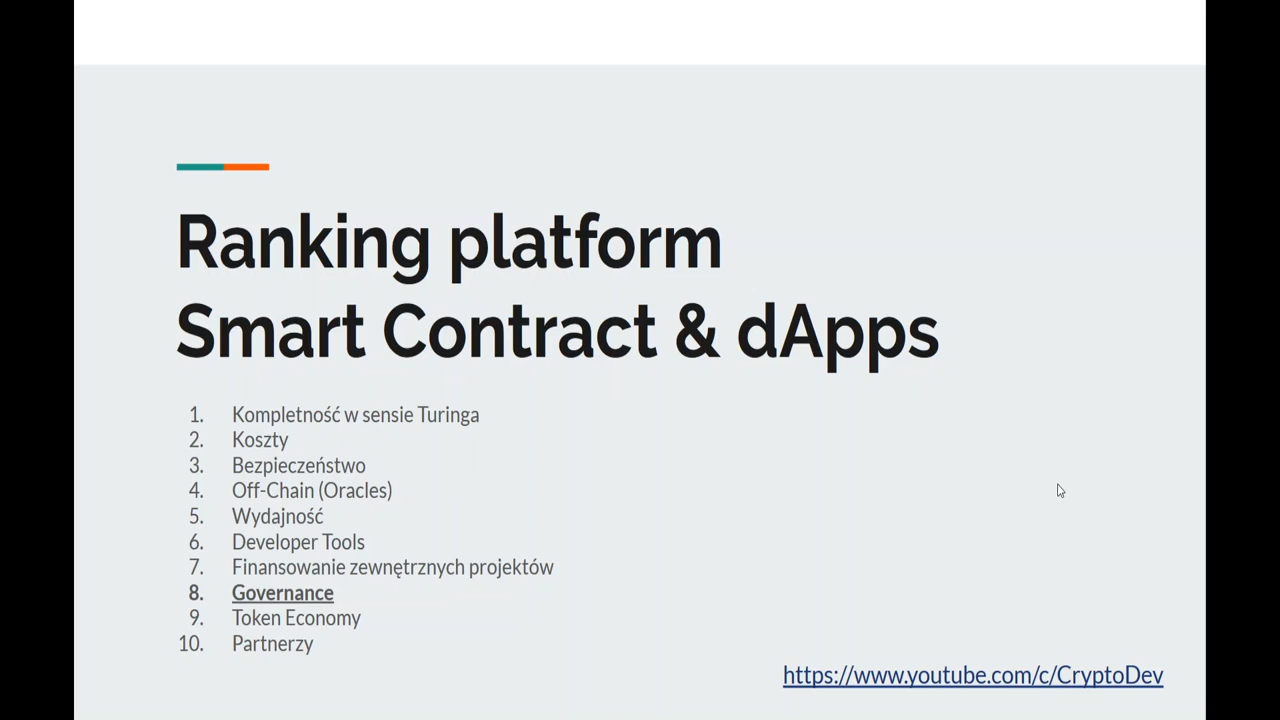 Ranking platform
Smart Contract & dApps
1. Kompletność w sensie Turinga
2. Koszty
3. Bezpieczeństwo
4. Off-Chain (Oracles)
5. Wydajność
6. Developer Tools
7. Finansowanie zewnętrznych projektów
8. Governance
9. Token Economy
10. Partnerzy
https://www.youtube.com/c/CryptoDev